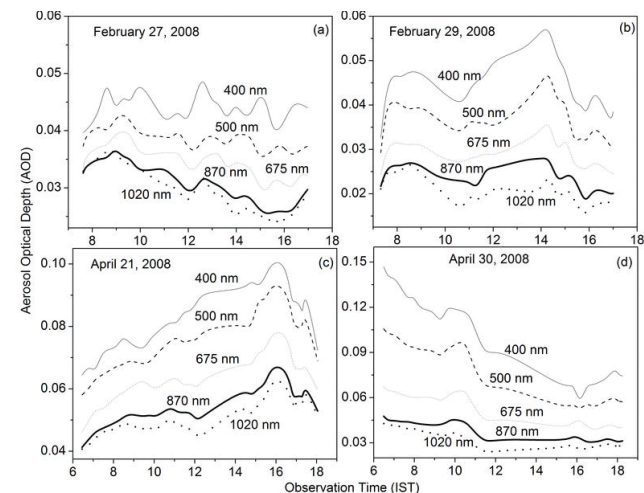 February 27, 2008
(a)
0.06
0.05
0.04
0.03
400 nm
500 nm
675 nm
870 nm
1020 nm
8
10
12
14
16
18
February 29, 2008
(b)
0.06
0.05
0.04
0.03
0.02
400 nm
500 nm
675 nm
870 nm
1020 nm
8
10
12
14
16
18
Aerosol Optical Depth (AOD)
April 21, 2008
(c)
0.10
0.08
0.06
0.04
400 nm
500 nm
675 nm
870 nm
1020 nm
6
8
10
12
14
16
18
April 30, 2008
(d)
0.15
0.12
0.09
0.06
0.03
400 nm
500 nm
675 nm
870 nm
1020 nm
6
8
10
12
14
16
18
Observation Time (IST)